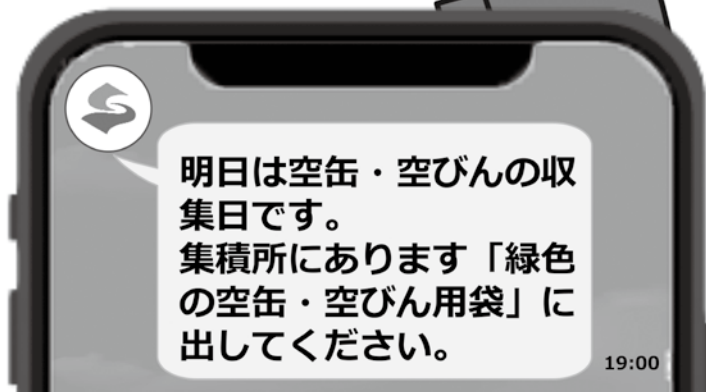 明日は空缶・空びんの収
集日です。
集積所にあります「緑色
の空缶・空びん用袋」に
出してください。
19:00